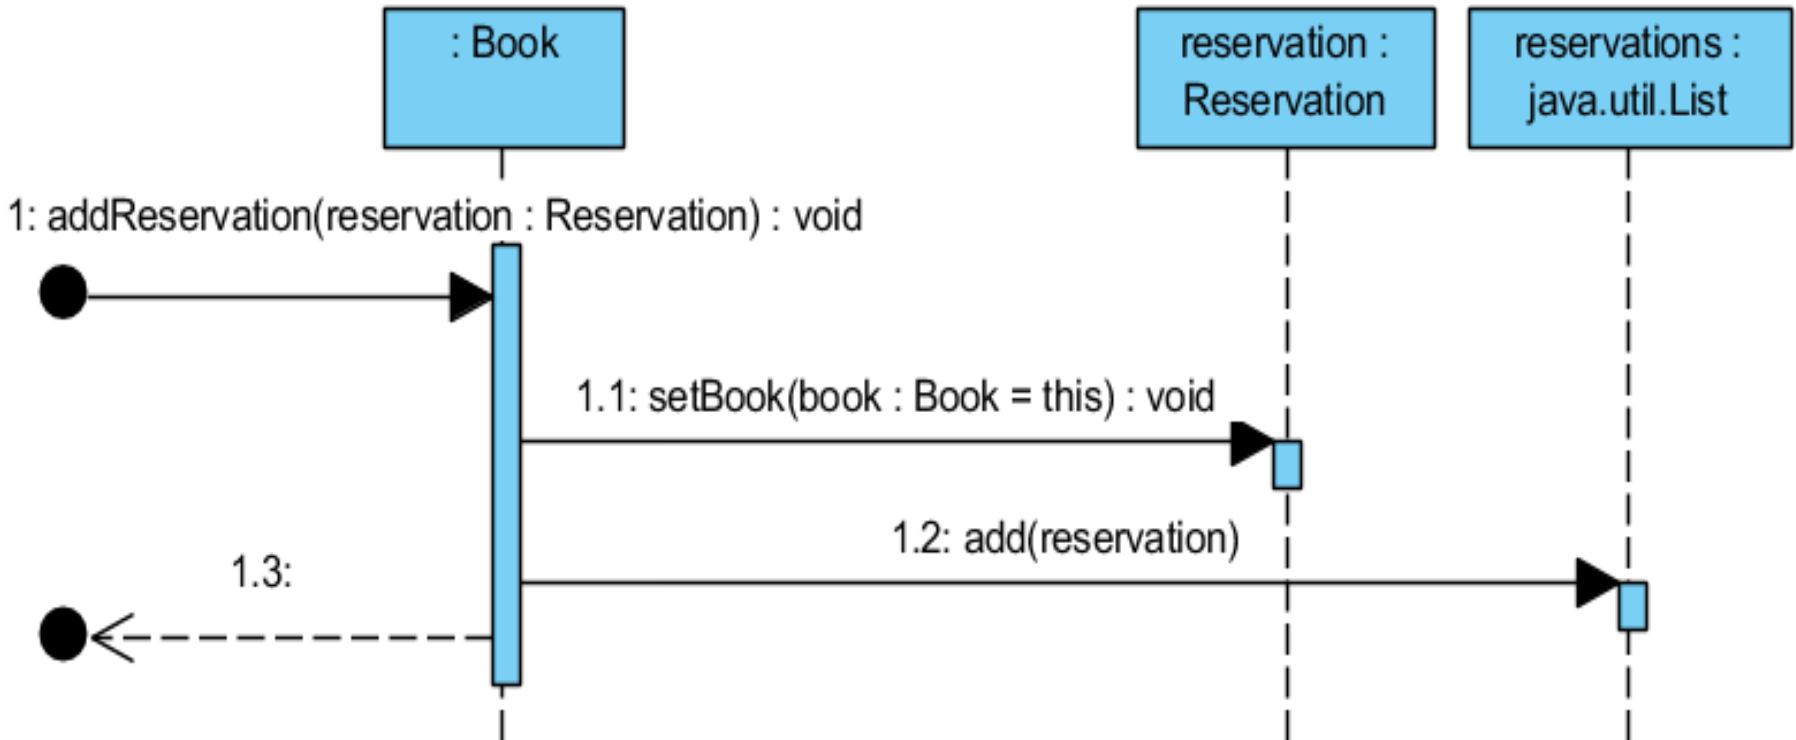 : Book
reservation :
Reservation
reservations :
java.util.List
1: addReservation(reservation : Reservation) : void
1.1: setBook(book : Book = this) : void
1.2: add(reservation)
1.3: